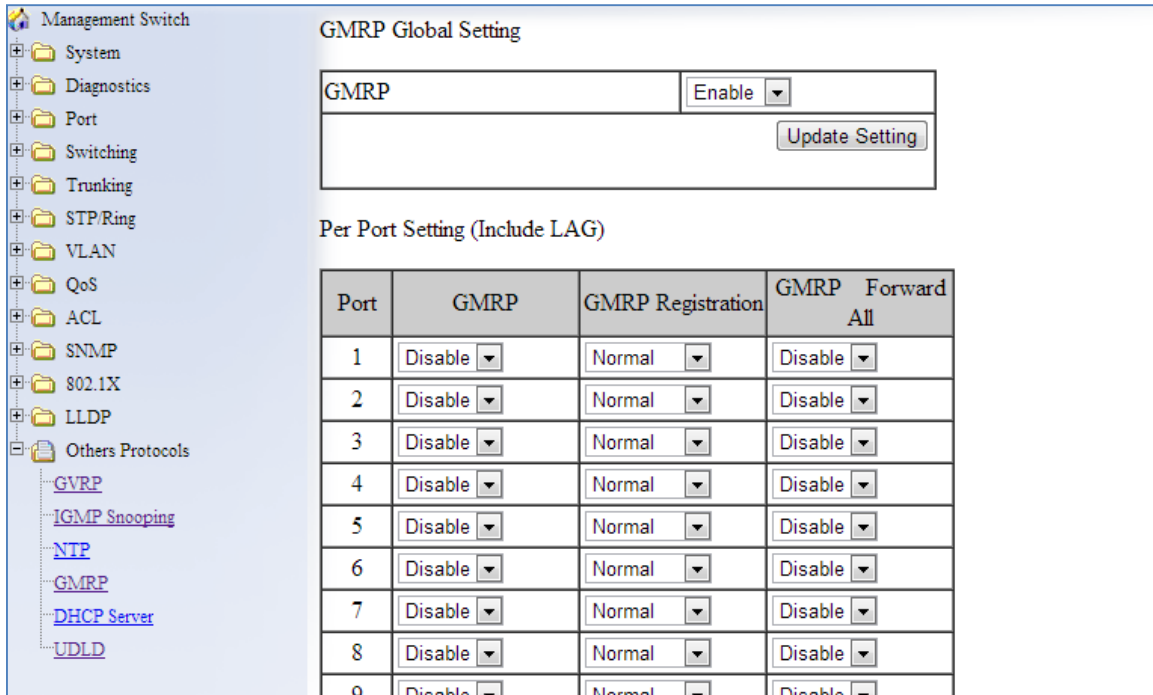 Management Switch
System
Diagnostics
Port
Switching
Trunking
STP/Ring
VLAN
QoS
ACL
SNMP
802.1X
LLDP
Others Protocols
GVRP
IGMP Snooping
NTP
GMRP
DHCP Server
UDLD
GMRP Global Setting
GMRP Enable
Update Setting
Per Port Setting (Include LAG)
Port GMRP GMRP Registration GMRP Forward All
1 Disable Normal Disable
2 Disable Normal Disable
3 Disable Normal Disable
4 Disable Normal Disable
5 Disable Normal Disable
6 Disable Normal Disable
7 Disable Normal Disable
8 Disable Normal Disable
9 Disable Normal Disable